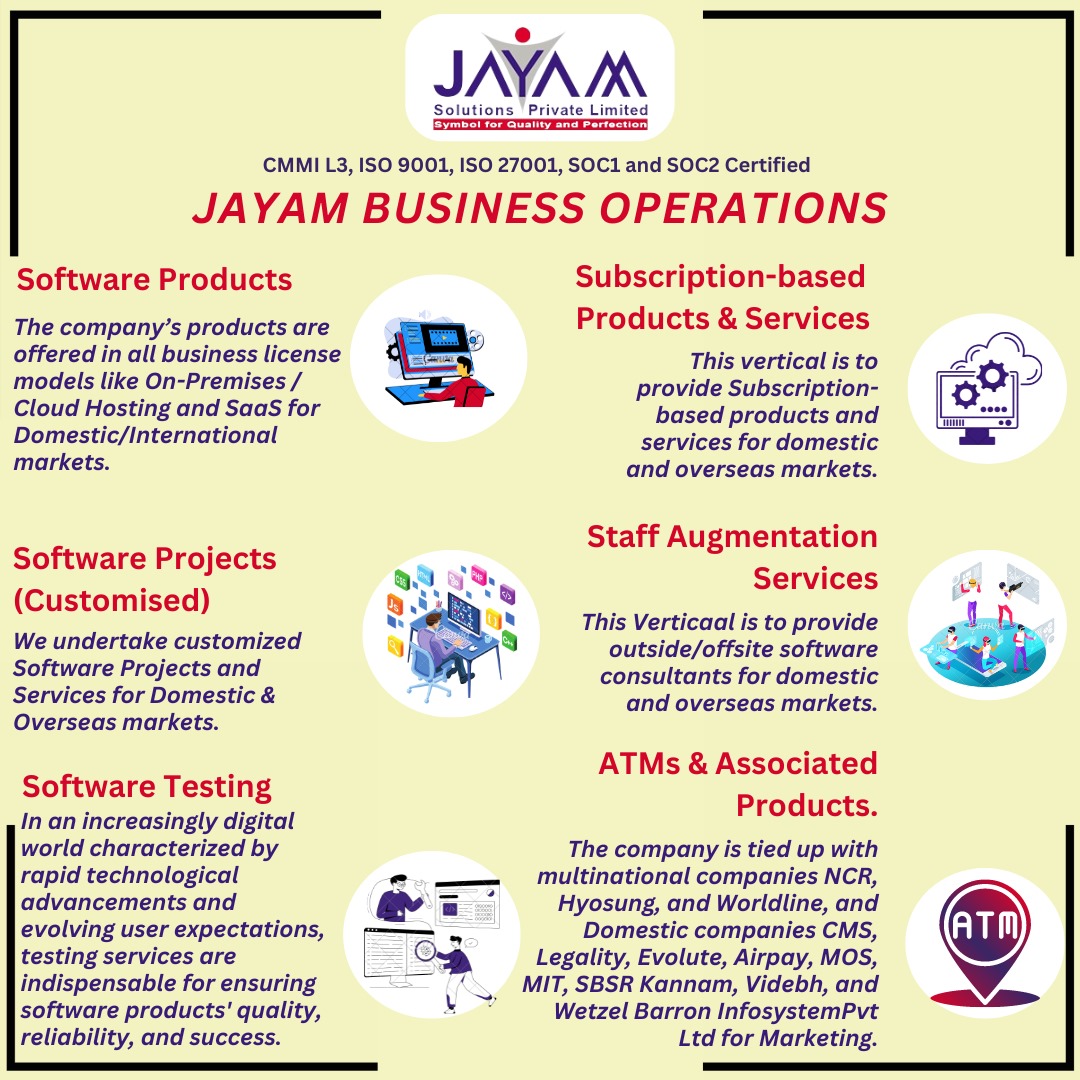 JAYAM
Solutions Private Limited
Symbol for Quality and Perfection
CMMI L3, ISO 9001, ISO 27001, SOC1 and SOC2 Certified
JAYAM BUSINESS OPERATIONS
Software Products
The company’s products are
offered in all business license
models like On-Premises /
Cloud Hosting and SaaS for
Domestic/International
markets.
Subscription-based
Products & Services
This vertical is to
provide Subscription-
based products and
services for domestic
and overseas markets.
Software Projects
(Customised)
We undertake customized
Software Projects and
Services for Domestic &
Overseas markets.
CSS
HTML
PHP
</>
JS
C++
Staff Augmentation
Services
This Verticaal is to provide
outside/offsite software
consultants for domestic
and overseas markets.
Software Testing
In an increasingly digital
world characterized by
rapid technological
advancements and
evolving user expectations,
testing services are
indispensable for ensuring
software products' quality,
reliability, and success.
ATMs & Associated
Products.
The company is tied up with
multinational companies NCR,
Hyosung, and Worldline, and
Domestic companies CMS,
Legality, Evolute, Airpay, MOS,
MIT, SBSR Kannam, Videbh, and
Wetzel Barron InfosystemPvt
Ltd for Marketing.
ATM